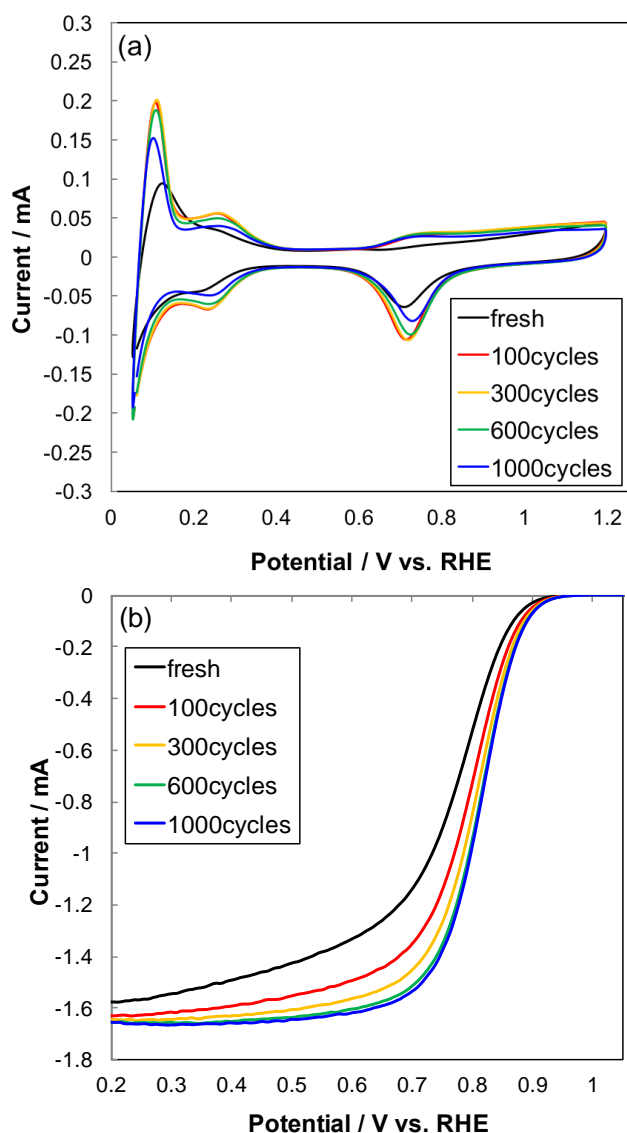 (a)
0.3
0.25
0.2
0.15
0.1
0.05
0
-0.05
-0.1
-0.15
-0.2
-0.25
-0.3
Current / mA
fresh
100cycles
300cycles
600cycles
1000cycles
0 0.2 0.4 0.6 0.8 1 1.2
Potential / V vs. RHE
(b)
0
-0.2
-0.4
-0.6
-0.8
-1
-1.2
-1.4
-1.6
-1.8
Current / mA
fresh
100cycles
300cycles
600cycles
1000cycles
0.2 0.3 0.4 0.5 0.6 0.7 0.8 0.9 1
Potential / V vs. RHE